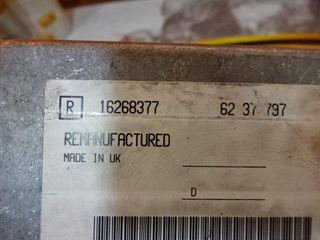 R 16268377 62 37 797
REMANUFACTURED
MADE IN UK
D